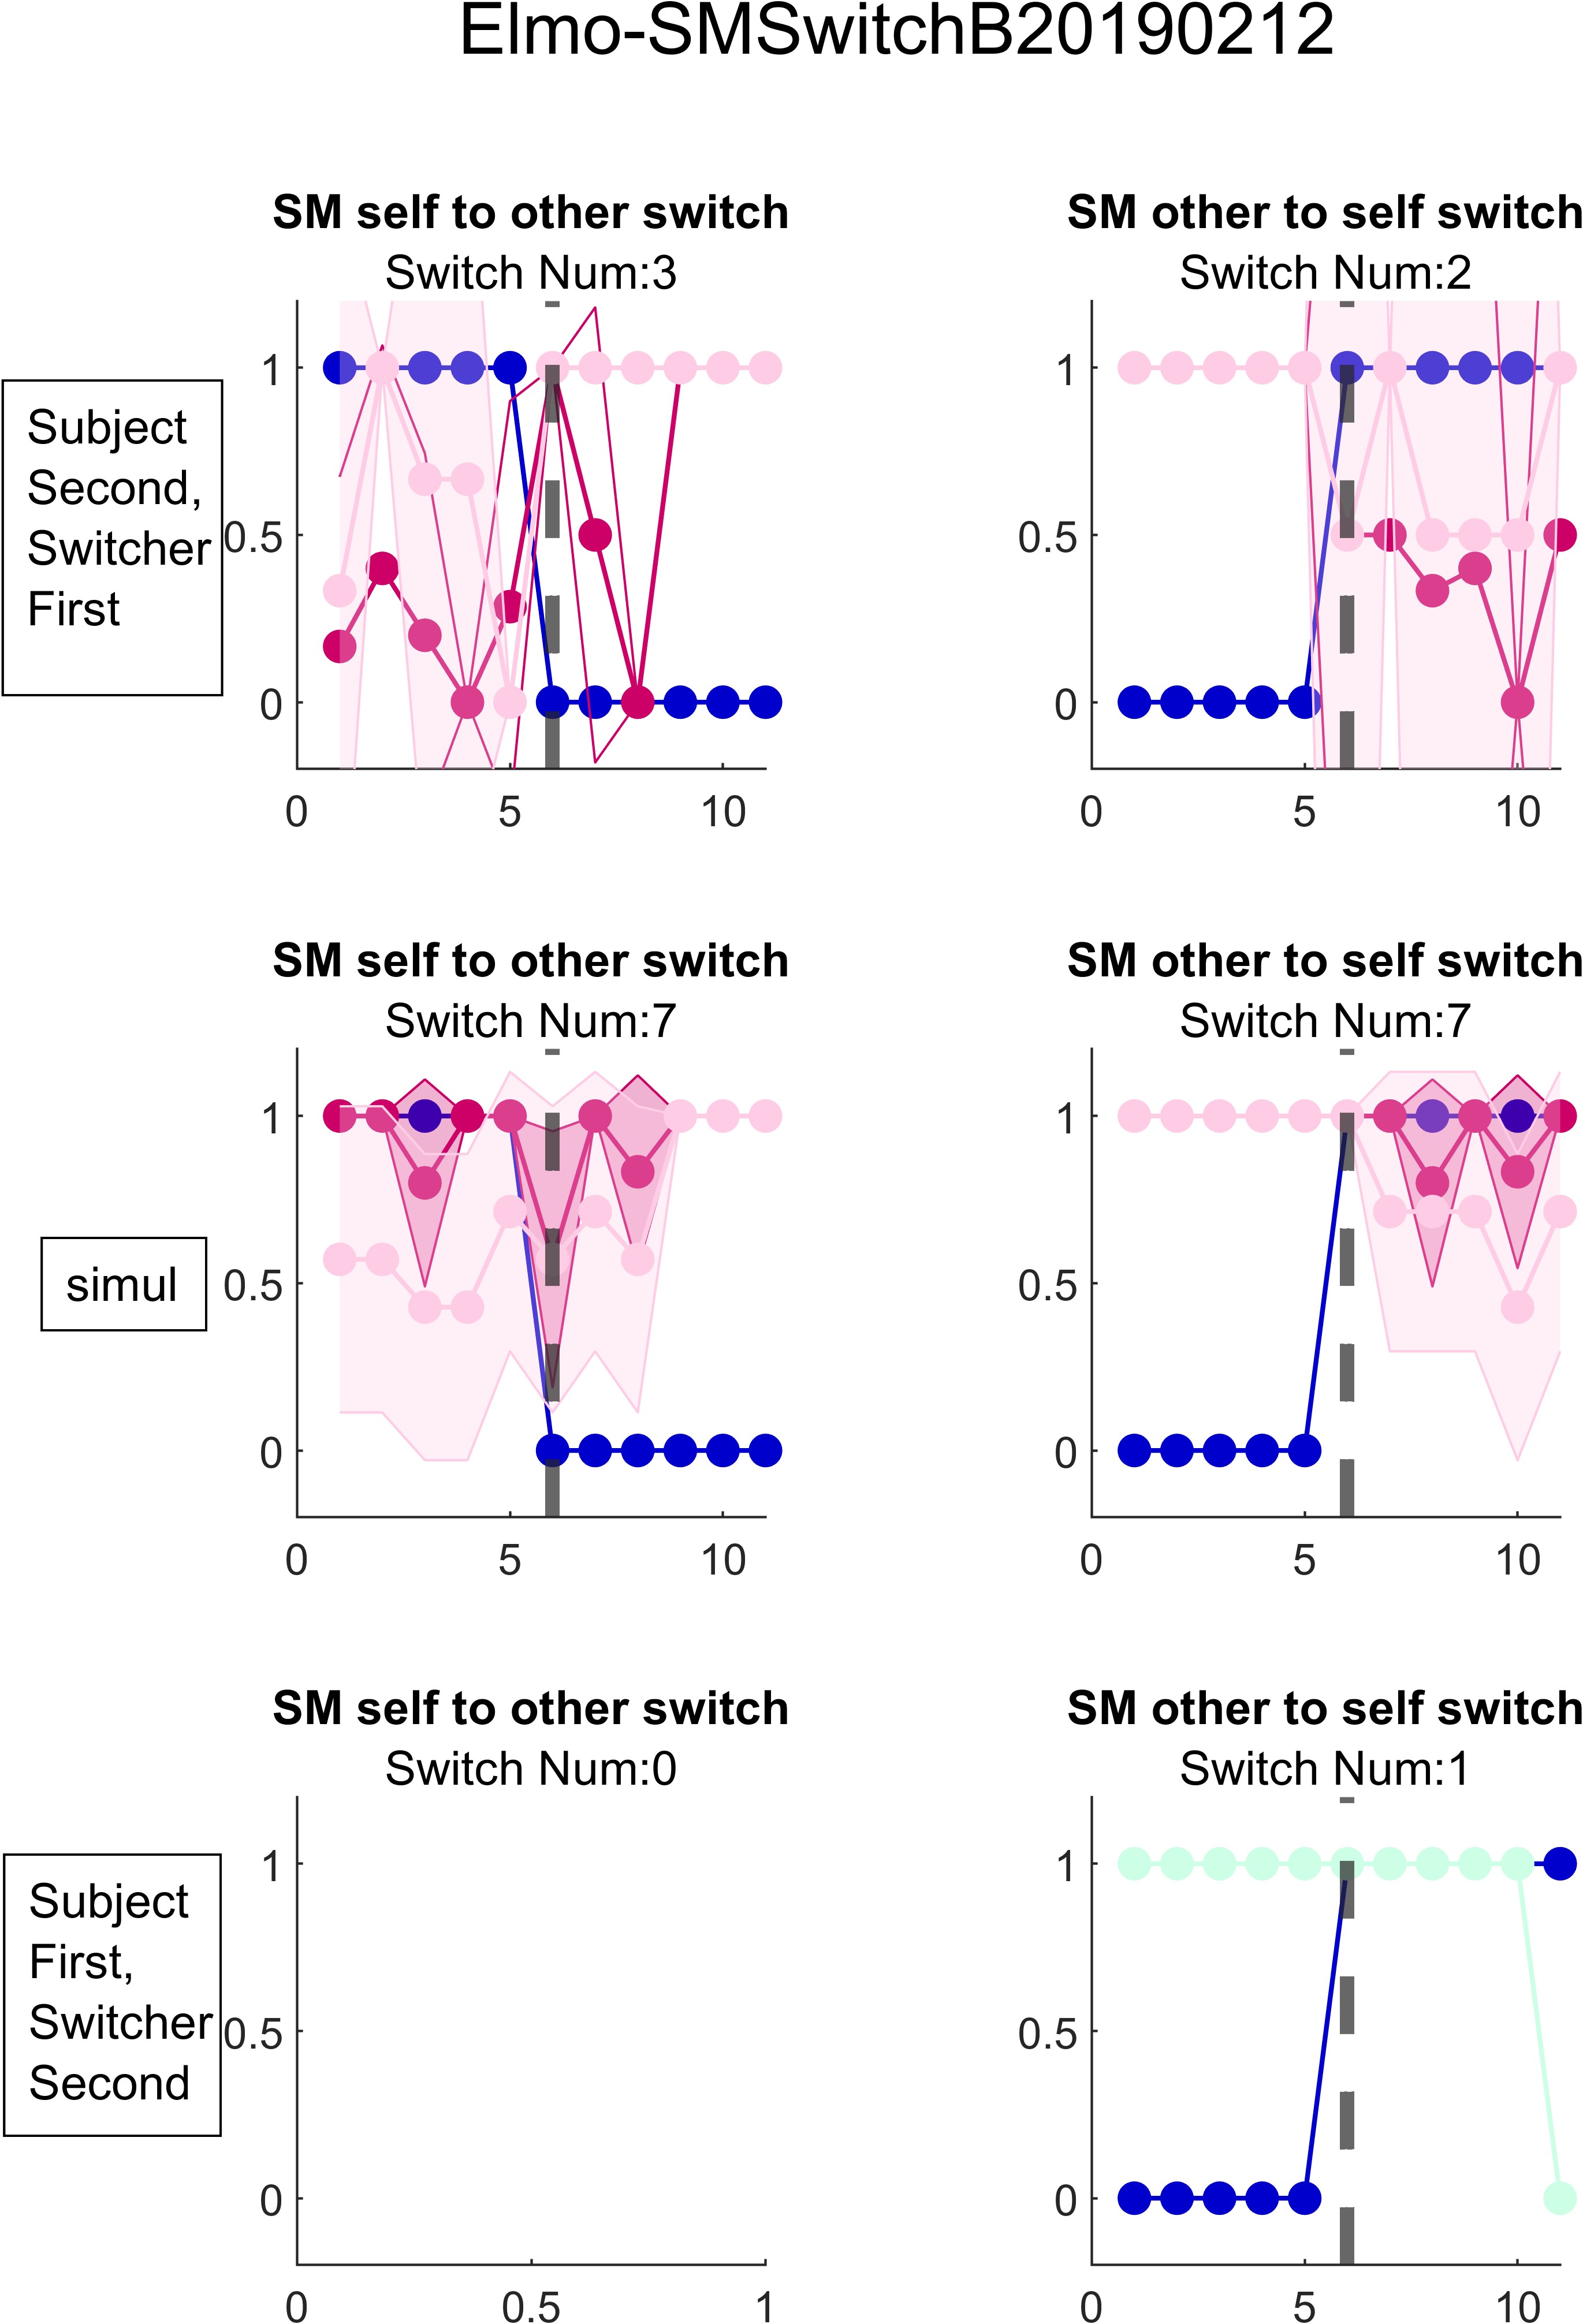 Elmo-SMSwitchB20190212
SM self to other switch
Switch Num:3
1
0.5
0
0 5 10
SM other to self switch
Switch Num:2
1
0.5
0
0 5 10
Subject
Second,
Switcher
First
SM self to other switch
Switch Num:7
1
0.5
0
0 5 10
SM other to self switch
Switch Num:7
1
0.5
0
0 5 10
simul
SM self to other switch
Switch Num:0
1
0.5
0
0 0.5 1
SM other to self switch
Switch Num:1
1
0.5
0
0 5 10
Subject
First,
Switcher
Second